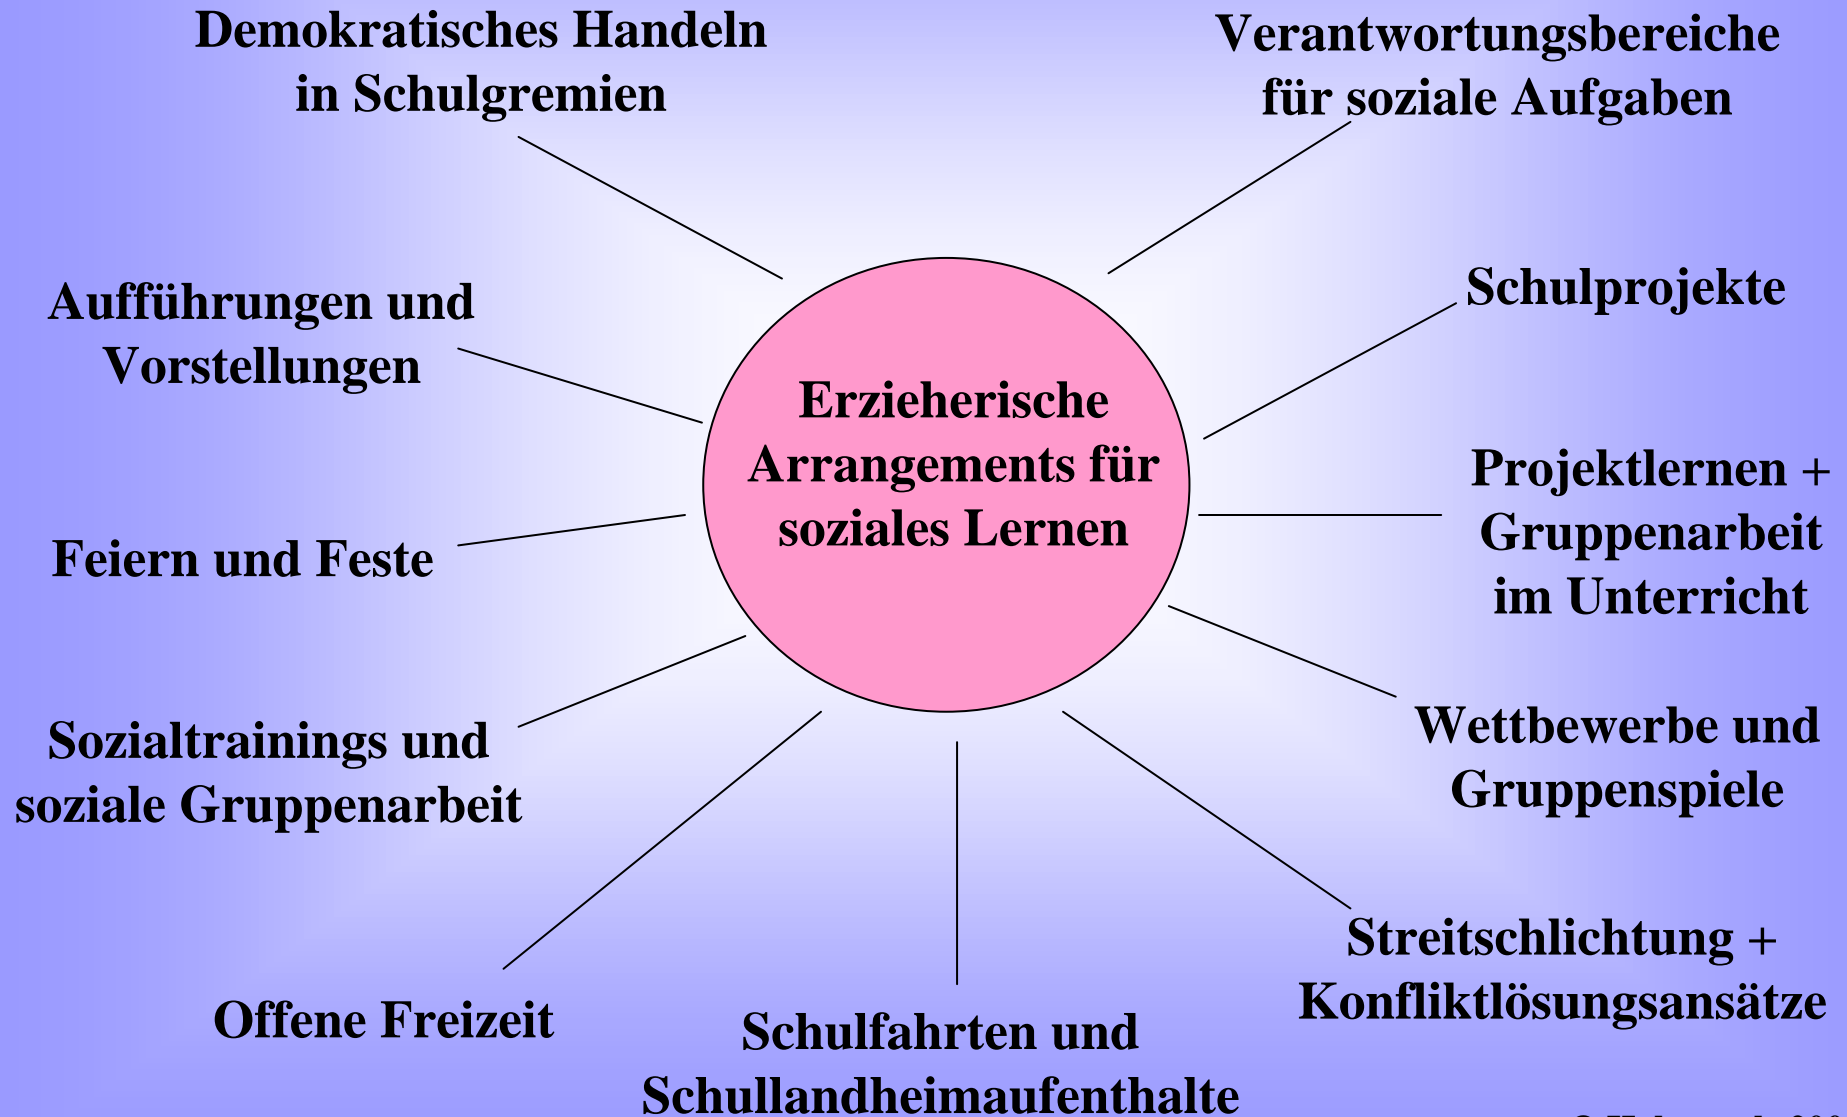 Demokratisches Handeln
in Schulgremien
Verantwortungsbereiche
für soziale Aufgaben
Aufführungen und
Vorstellungen
Schulprojekte
Erzieherische
Arrangements für
soziales Lernen
Projektlernen +
Gruppenarbeit
im Unterricht
Feiern und Feste
Sozialtrainings und
soziale Gruppenarbeit
Wettbewerbe und
Gruppenspiele
Offene Freizeit
Schulfahrten und
Schullandheimaufenthalte
Streitschlichtung +
Konfliktlösungsansätze